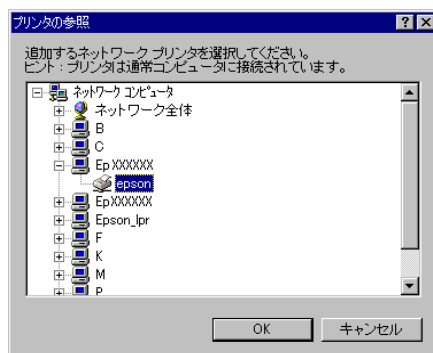 プリンタの参照
追加するネットワーク プリンタを選択してください。
ヒント : プリンタは通常コンピュータに接続されています。
ネットワーク コンピュータ
ネットワーク全体
B
C
EpXXXXXX
epson
EpXXXXXX
Epson_lpr
F
K
M
P
OK
キャンセル